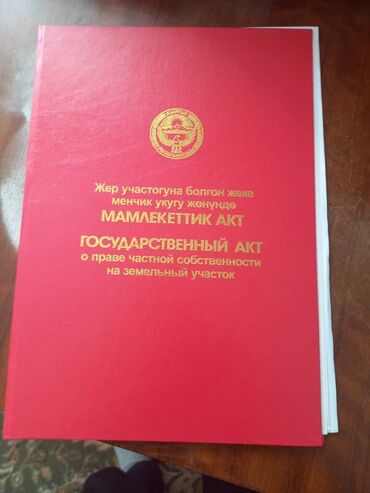 Жер участогуна болгон жеке
менчик укугу жөнүндө
МАМЛЕКЕТТИК АКТ
ГОСУДАРСТВЕННЫЙ АКТ
о праве частной собственности
на земельный участок